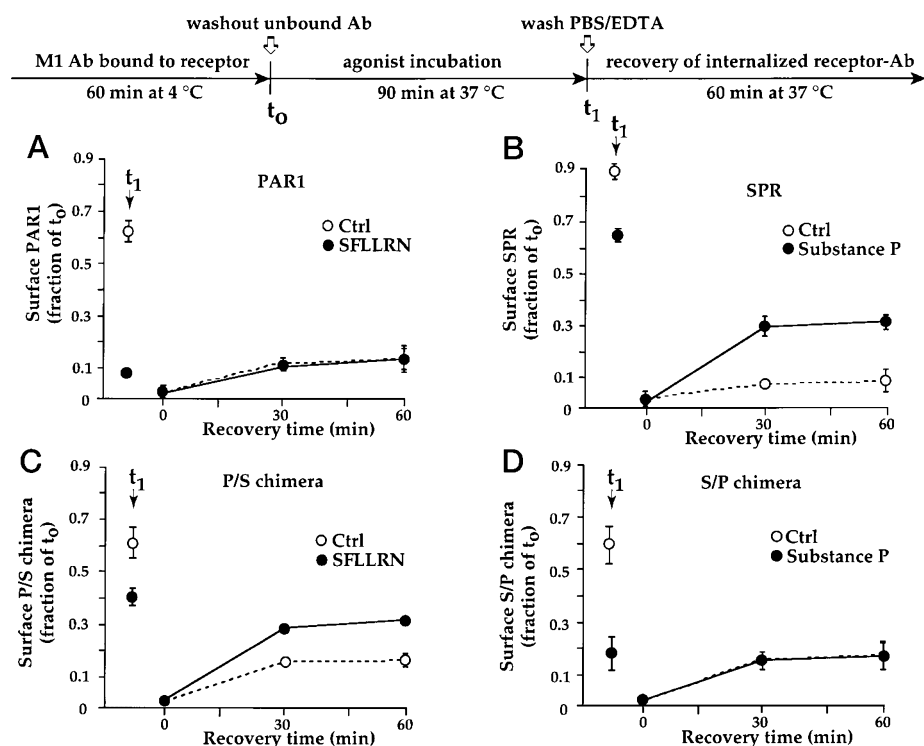 washout unbound Ab
wash PBS/EDTA
M1 Ab bound to receptor
agonist incubation
recovery of internalized receptor-Ab
60 min at 4 °C
90 min at 37 °C
60 min 37 °C
t0
t1
A
0.9
0.7
0.5
0.3
0.1
0
Surface PAR1
(fraction of t0)
t1
PAR1
Ctrl
SFLLRN
0
30
60
Recovery time (min)
B
0.9
0.7
0.5
0.3
0.1
0
Surface SPR
(fraction of t0)
t1
SPR
Ctrl
Substance P
0
30
60
Recovery time (min)
C
0.9
0.7
0.5
0.3
0.1
0
Surface P/S chimera
(fraction of t0)
t1
P/S chimera
Ctrl
SFLLRN
0
30
60
Recovery time (min)
D
0.9
0.7
0.5
0.3
0.1
0
Surface S/P chimera
(fraction of t0)
t1
S/P chimera
Ctrl
Substance P
0
30
60
Recovery time (min)